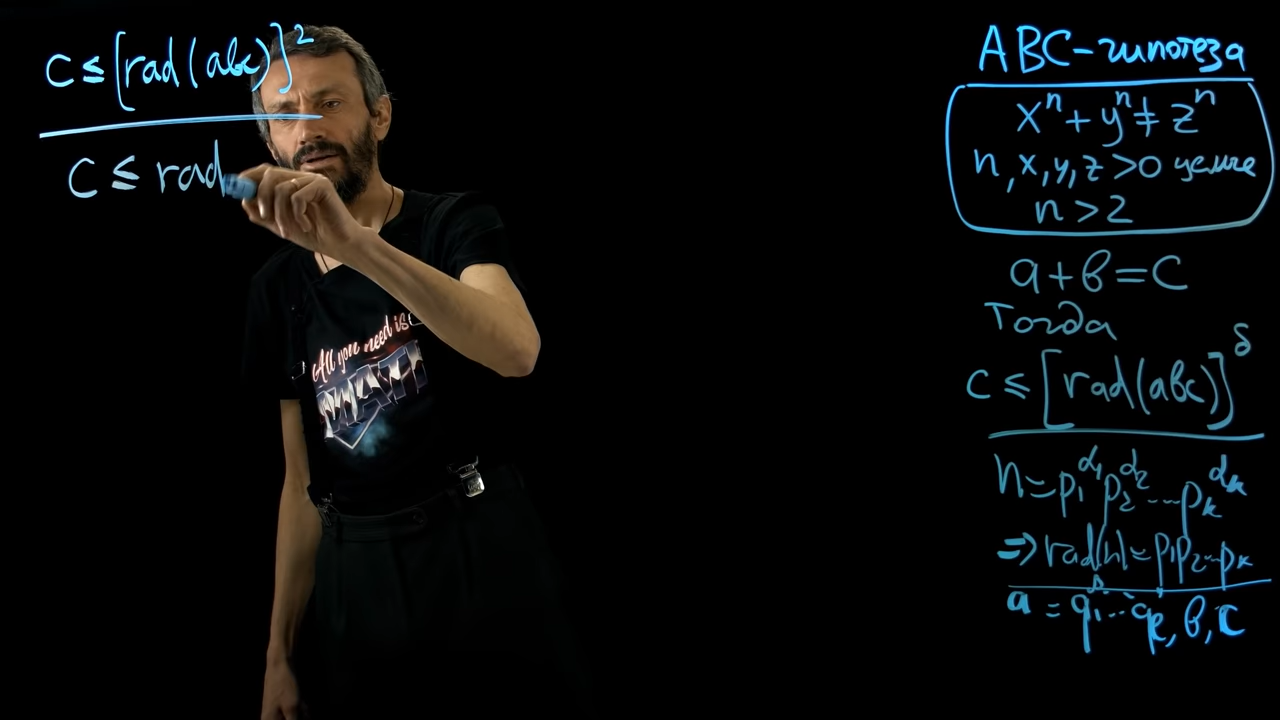 c ≤ [rad(abc)]²
c ≤ rad
All you need is
MATH
ABC-гипотеза
xⁿ + yⁿ ≠ zⁿ
n, x, y, z > 0 целые
n > 2
a + b = c
Тогда
c ≤ [rad(abc)]^δ
n = p₁^α₁ p₂^α₂ ... pₖ^αₖ
⇒ rad(n) = p₁p₂...pₖ
a = q₁...qₗ, b, c